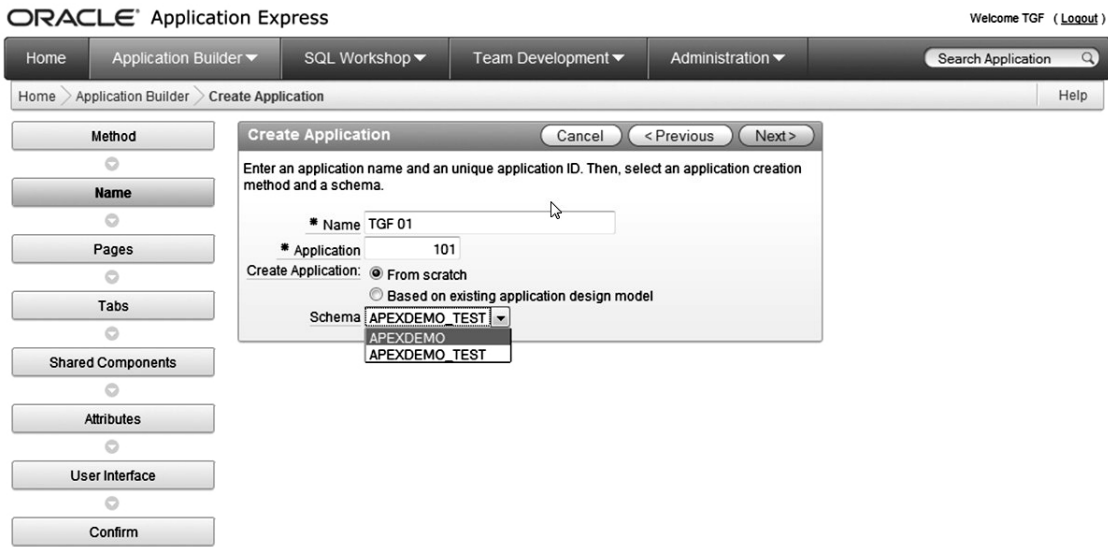 ORACLE® Application Express
Welcome TGF ( Logout )
Home
Application Builder
SQL Workshop
Team Development
Administration
Search Application
Home
Application Builder
Create Application
Help
Method
Name
Pages
Tabs
Shared Components
Attributes
User Interface
Confirm
Create Application
Cancel
< Previous
Next >
Enter an application name and an unique application ID. Then, select an application creation
method and a schema.
* Name TGF 01
* Application 101
Create Application: From scratch
Based on existing application design model
Schema APEXDEMO_TEST
APEXDEMO
APEXDEMO_TEST